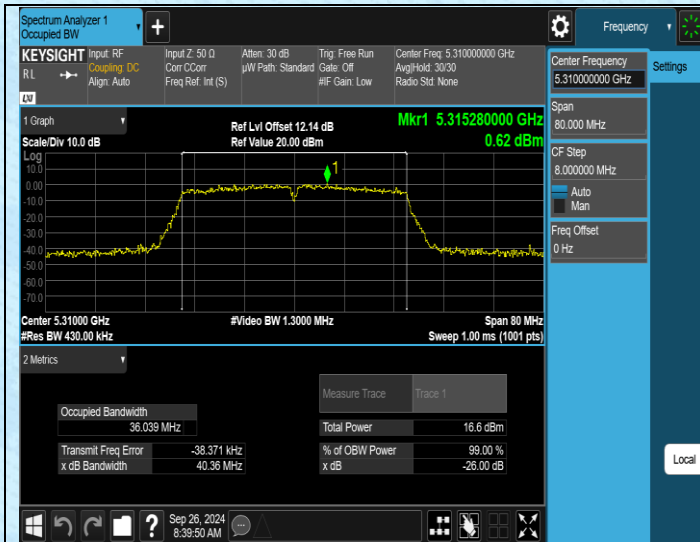 Spectrum Analyzer 1
Occupied BW
Frequency
KEYSIGHT
RL
LXI
Input: RF
Coupling: DC
Align: Auto
Input Z: 50 Ω
Corr CCorr
Freq Ref: Int (S)
Atten: 30 dB
µW Path: Standard
Trig: Free Run
Gate: Off
#IF Gain: Low
Center Freq: 5.310000000 GHz
Avg|Hold: 30/30
Radio Std: None
Center Frequency
5.310000000 GHz
Settings
Span
80.000 MHz
CF Step
8.000000 MHz
Auto
Man
Freq Offset
0 Hz
Local
1 Graph
Scale/Div 10.0 dB
Ref Lvl Offset 12.14 dB
Ref Value 20.00 dBm
Mkr1 5.315280000 GHz
0.62 dBm
Log
10.0
0.00
-10.0
-20.0
-30.0
-40.0
-50.0
-60.0
-70.0
1
Center 5.31000 GHz
#Video BW 1.3000 MHz
Span 80 MHz
#Res BW 430.00 kHz
Sweep 1.00 ms (1001 pts)
2 Metrics
Measure Trace
Trace 1
Occupied Bandwidth
36.039 MHz
Total Power
16.6 dBm
Transmit Freq Error
-38.371 kHz
% of OBW Power
99.00 %
x dB Bandwidth
40.36 MHz
x dB
-26.00 dB
?
Sep 26, 2024
8:39:50 AM